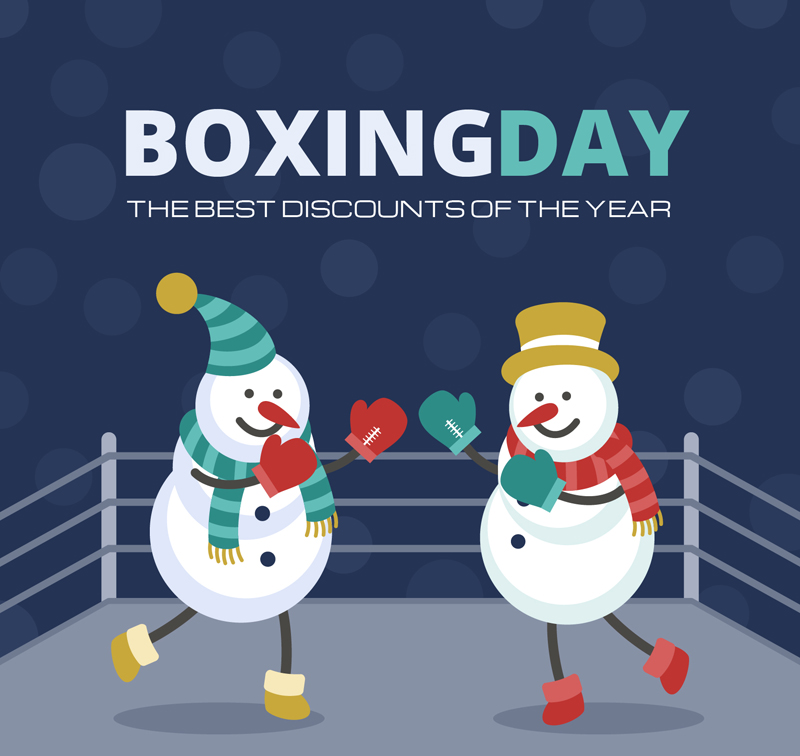 BOXINGDAY
THE BEST DISCOUNTS OF THE YEAR